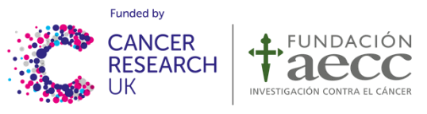 Funded by
CANCER
RESEARCH
UK
FUNDACIÓN
aecc
INVESTIGACIÓN CONTRA EL CÁNCER